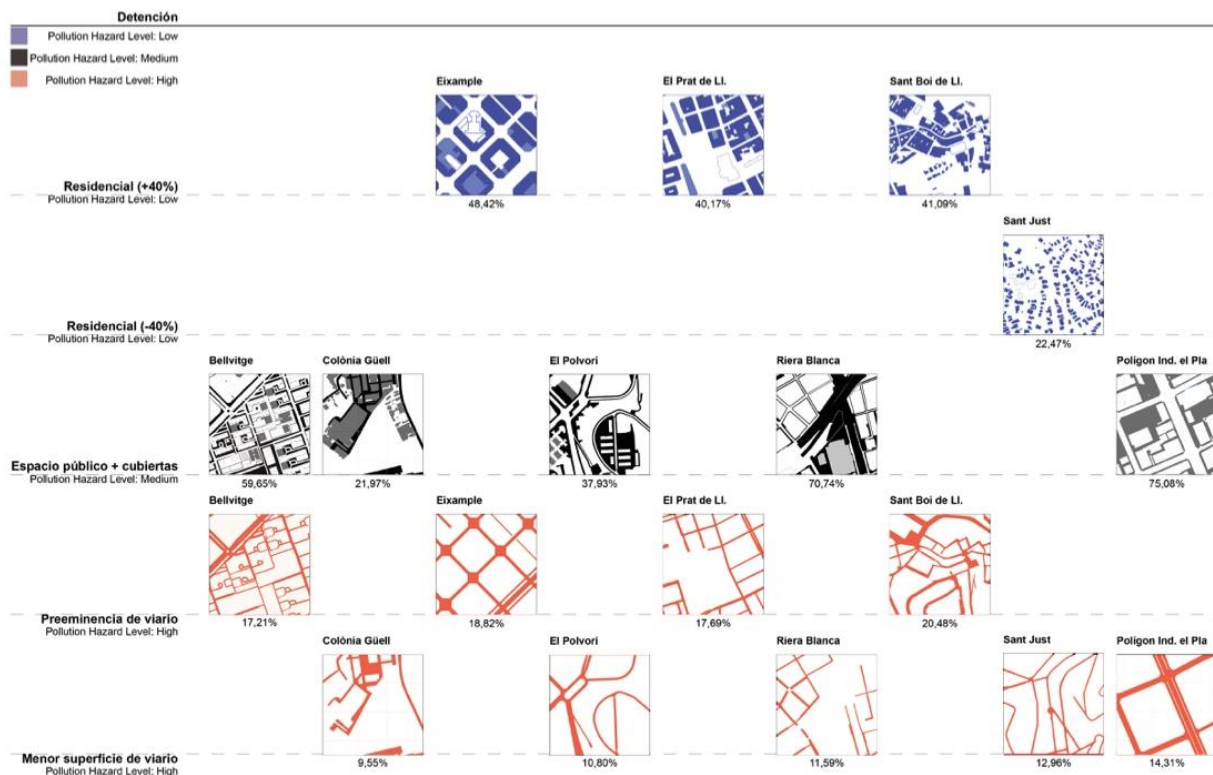 Detención
Pollution Hazard Level: Low
Pollution Hazard Level: Medium
Pollution Hazard Level: High
Eixample
El Prat de Ll.
Sant Boi de Ll.
Residencial (+40%)
Pollution Hazard Level: Low
48,42%
40,17%
41,09%
Sant Just
Residencial (-40%)
Pollution Hazard Level: Low
22,47%
Bellvitge
Colònia Güell
El Polvorí
Riera Blanca
Polígon Ind. el Pla
Espacio público + cubiertas
Pollution Hazard Level: Medium
59,65%
21,97%
37,93%
70,74%
75,08%
Bellvitge
Eixample
El Prat de Ll.
Sant Boi de Ll.
Preeminencia de viario
Pollution Hazard Level: High
17,21%
18,82%
17,69%
20,48%
Colònia Güell
El Polvorí
Riera Blanca
Sant Just
Polígon Ind. el Pla
Menor superficie de viario
Pollution Hazard Level: High
9,55%
10,80%
11,59%
12,96%
14,31%